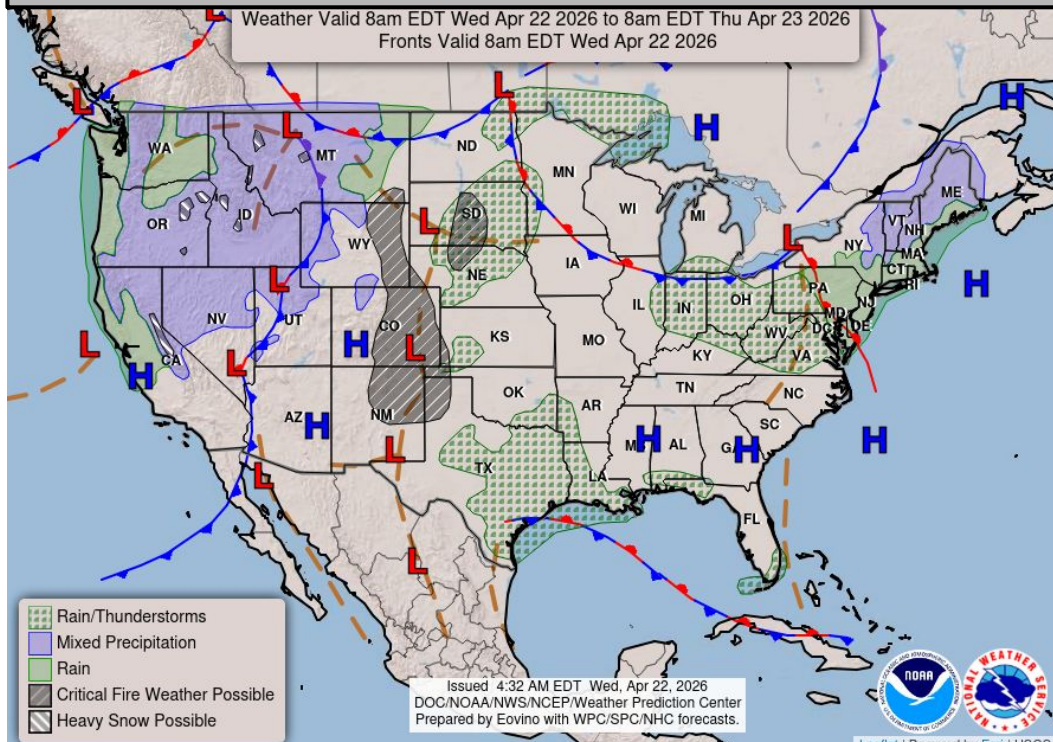 Weather Valid 8am EDT Wed Apr 22 2026 to 8am EDT Thu Apr 23 2026
Fronts Valid 8am EDT Wed Apr 22 2026
L
L
L
H
WA
L
MT
ND
H
MN
ME
OR
ID
SD
WI
MI
VT
NH
WY
L
NY
MA
L
CT
RI
L
NE
IA
PA
H
NV
UT
CO
IL
IN
OH
NJ
MD
DE
DC
L
H
L
KS
MO
WV
VA
CA
L
KY
H
AZ
H
NM
OK
AR
TN
NC
SC
L
H
AL
GA
H
H
L
TX
LA
FL
L
Rain/Thunderstorms
Mixed Precipitation
Rain
Critical Fire Weather Possible
Heavy Snow Possible
Issued 4:32 AM EDT Wed, Apr 22, 2026
DOC/NOAA/NWS/NCEP/Weather Prediction Center
Prepared by Eovino with WPC/SPC/NHC forecasts.
NOAA
NATIONAL WEATHER SERVICE